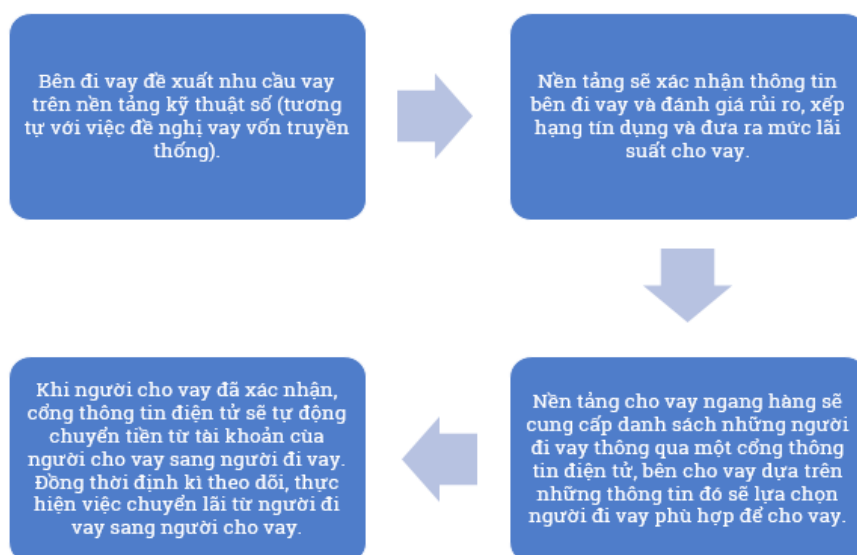 Bên đi vay đề xuất nhu cầu vay
trên nền tảng kỹ thuật số (tương
tự với việc đề nghị vay vốn truyền
thống).
Nền tảng sẽ xác nhận thông tin
bên đi vay và đánh giá rủi ro, xếp
hạng tín dụng và đưa ra mức lãi
suất cho vay.
Nền tảng cho vay ngang hàng sẽ
cung cấp danh sách những người
đi vay thông qua một cổng thông
tin điện tử, bên cho vay dựa trên
những thông tin đó sẽ lựa chọn
người đi vay phù hợp để cho vay.
Khi người cho vay đã xác nhận,
cổng thông tin điện tử sẽ tự động
chuyển tiền từ tài khoản cùa
người cho vay sang người đi vay.
Đồng thời định kì theo dõi, thực
hiện việc chuyển lãi từ người đi
vay sang người cho vay.